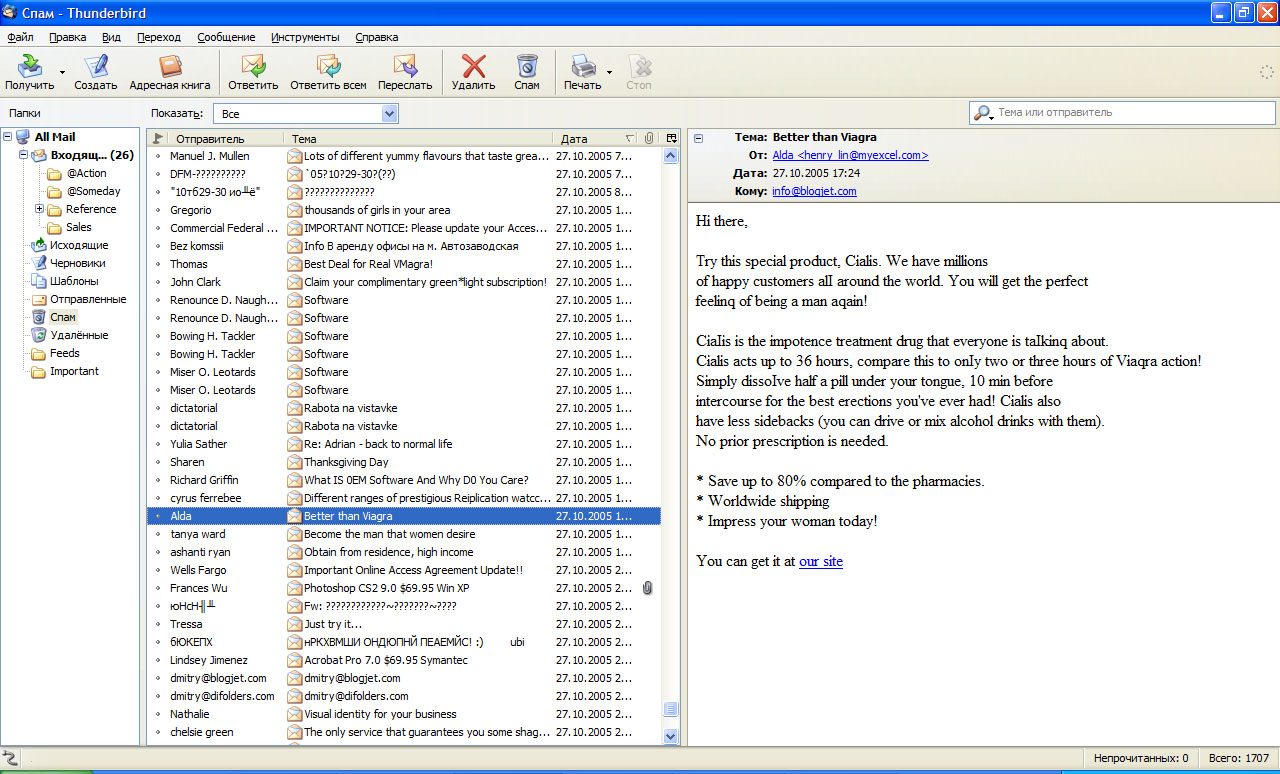 Спам - Thunderbird
Файл Правка Вид Переход Сообщение Инструменты Справка
Получить Создать Адресная книга Ответить Ответить всем Переслать Удалить Спам Печать Стоп
Папки Показать: Все Тема или отправитель
All Mail
Входящ... (26)
@Action
@Someday
Reference
Sales
Исходящие
Черновики
Шаблоны
Отправленные
Спам
Удалённые
Feeds
Important
Отправитель Тема Дата
Manuel J. Mullen Lots of different yummy flavours that taste grea... 27.10.2005 7...
DFM-?????????? `05?10?29-30?(??) 27.10.2005 7...
"10тб29-30 ио╨ё" ?????????????? 27.10.2005 8...
Gregorio thousands of girls in your area 27.10.2005 1...
Commercial Federal ... IMPORTANT NOTICE: Please update your Acces... 27.10.2005 1...
Bez komssii Info В аренду офисы на м. Автозаводская 27.10.2005 1...
Thomas Best Deal for Real VMagra! 27.10.2005 1...
John Clark Claim your complimentary green*light subscription! 27.10.2005 1...
Renounce D. Naugh... Software 27.10.2005 1...
Renounce D. Naugh... Software 27.10.2005 1...
Bowing H. Tackler Software 27.10.2005 1...
Bowing H. Tackler Software 27.10.2005 1...
Miser O. Leotards Software 27.10.2005 1...
Miser O. Leotards Software 27.10.2005 1...
dictatorial Rabota na vistavke 27.10.2005 1...
dictatorial Rabota na vistavke 27.10.2005 1...
Yulia Sather Re: Adrian - back to normal life 27.10.2005 1...
Sharen Thanksgiving Day 27.10.2005 1...
Richard Griffin What IS 0EM Software And Why D0 You Care? 27.10.2005 1...
cyrus ferrebee Different ranges of prestigious Reiplication watcc... 27.10.2005 1...
Alda Better than Viagra 27.10.2005 1...
tanya ward Become the man that women desire 27.10.2005 1...
ashanti ryan Obtain from residence, high income 27.10.2005 1...
Wells Fargo Important Online Access Agreement Update!! 27.10.2005 2...
Frances Wu Photoshop CS2 9.0 $69.95 Win XP 27.10.2005 2...
юНсН╢╨ Fw: ????????????~???????~???? 27.10.2005 2...
Tressa Just try it... 27.10.2005 2...
бЮКЕПХ нРКХВМШИ ОНДЮПНЙ ПЕАЕМЙС! :) ubi 27.10.2005 2...
Lindsey Jimenez Acrobat Pro 7.0 $69.95 Symantec 27.10.2005 2...
dmitry@blogjet.com dmitry@blogjet.com 27.10.2005 2...
dmitry@difolders.com dmitry@difolders.com 27.10.2005 2...
Nathalie Visual identity for your business 27.10.2005 2...
chelsie green The only service that guarantees you some shag... 27.10.2005 2...
Тема: Better than Viagra
От: Alda <henry_lin@myexcel.com>
Дата: 27.10.2005 17:24
Кому: info@blogjet.com
Hi there,
Try this special product, Cialis. We have millions
of happy customers alI around the world. You will get the perfect
feelinq of being a man aqain!
CiaIis is the impotence treatment drug that everyone is taIkinq about.
Cialis acts up to 36 hours, compare this to onIy two or three hours of Viaqra action!
Simply dissoIve half a pill under your tongue, 10 min before
intercourse for the best erections you've ever had! Cialis also
have less sidebacks (you can drive or mix alcohol drinks with them).
No prior prescription is needed.
* Save up to 80% compared to the pharmacies.
* Worldwide shipping
* Impress your woman today!
You can get it at our site
Непрочитанных: 0 Всего: 1707